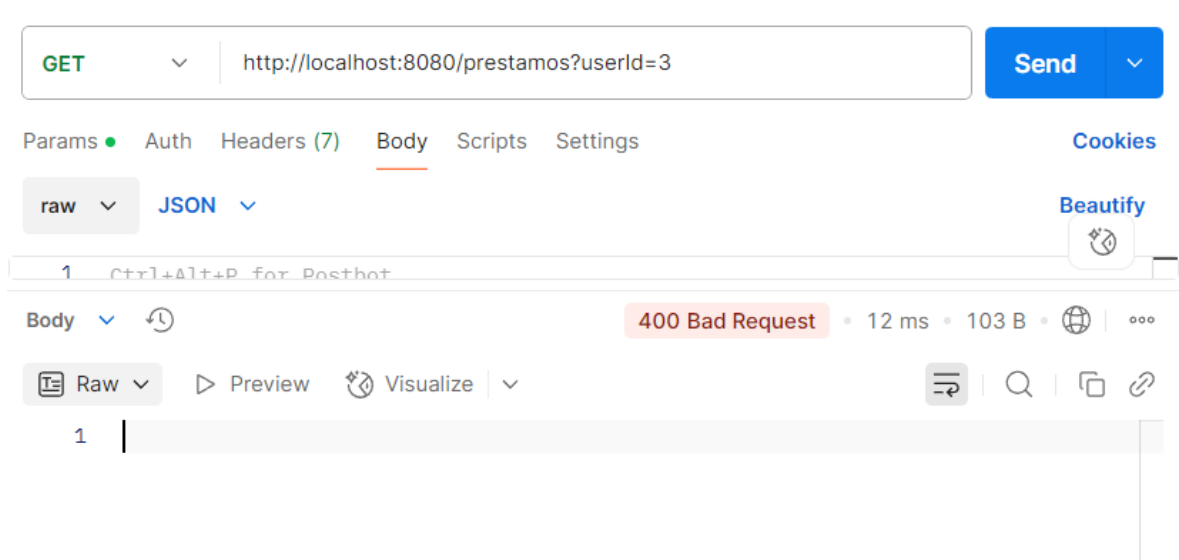 GET http://localhost:8080/prestamos?userId=3 Send
Params Auth Headers (7) Body Scripts Settings Cookies
raw JSON Beautify
1 Ctrl+Alt+P for Postbot
Body 400 Bad Request 12 ms 103 B
Raw Preview Visualize
1